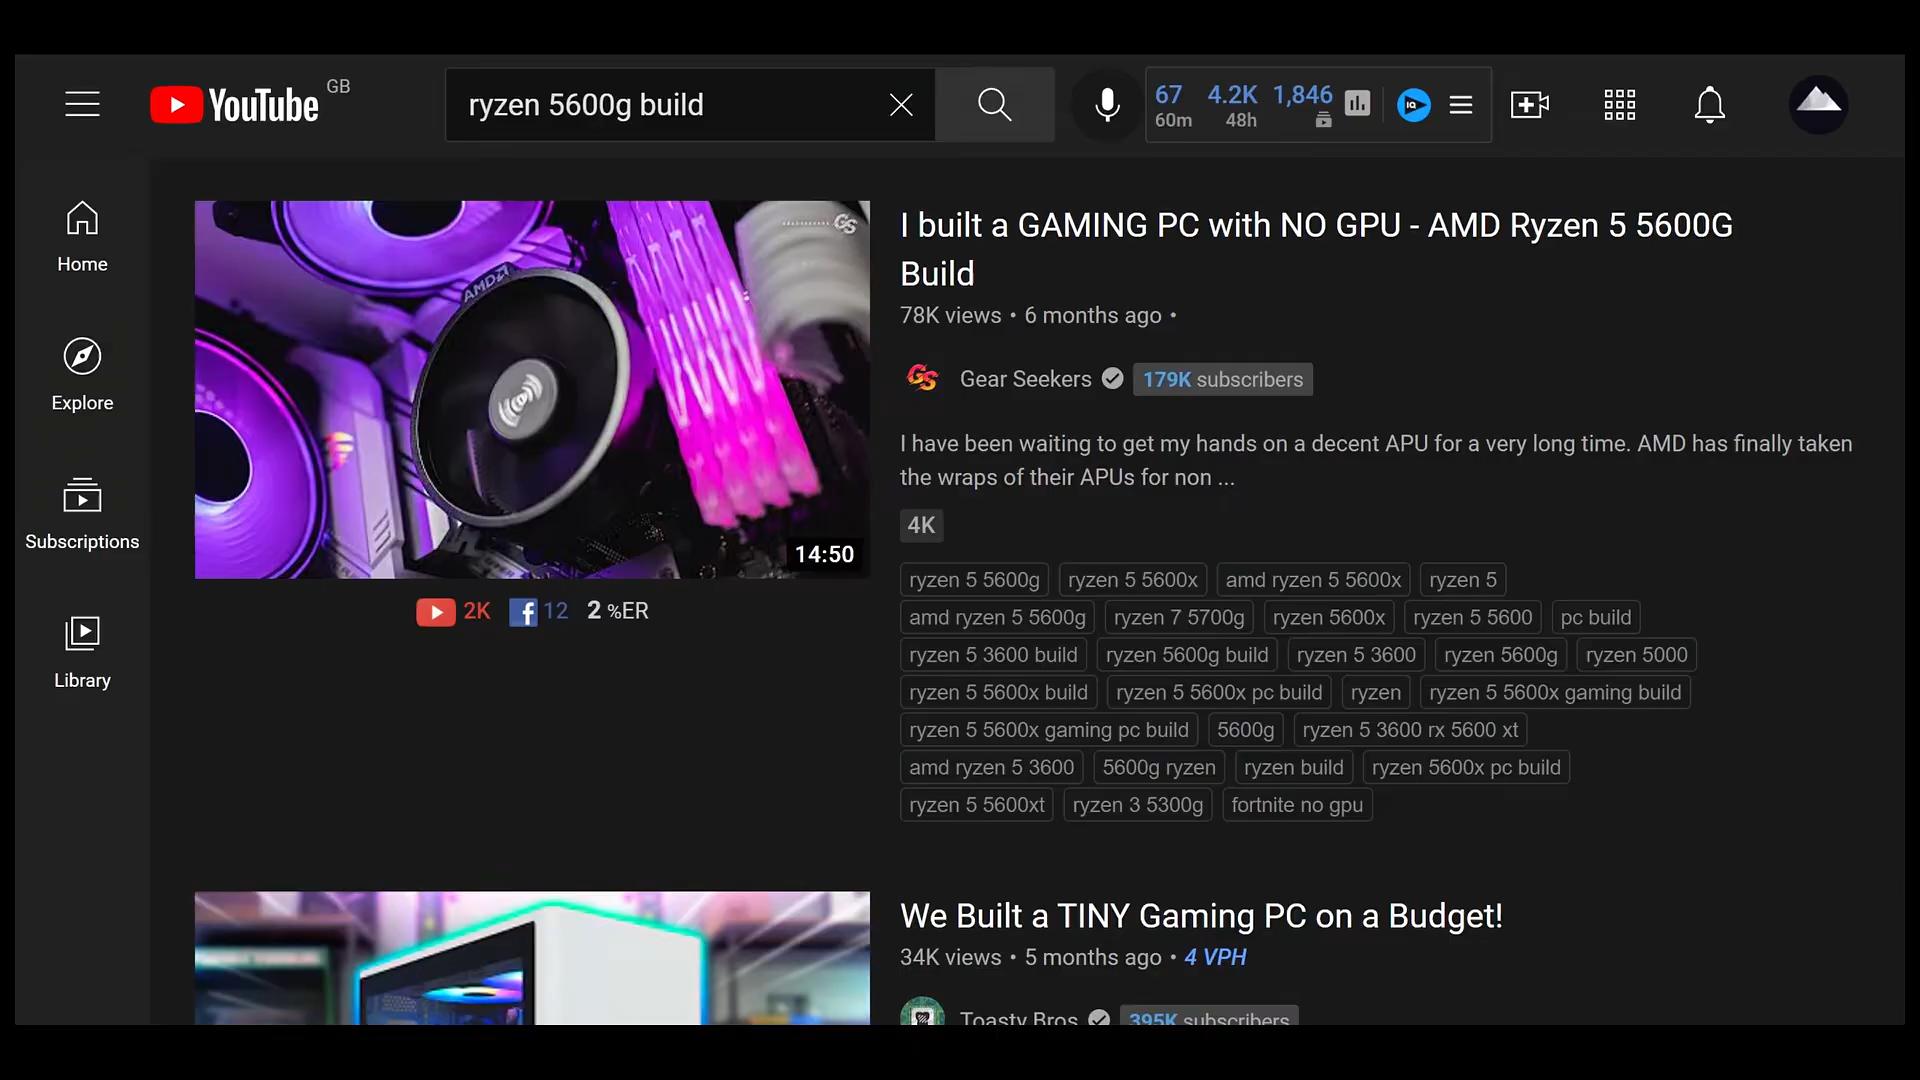 YouTube GB
ryzen 5600g build
67 4.2K 1,846
60m 48h
IQ
Home
Explore
Subscriptions
Library
AMD
GS
14:50
2K 12 2 %ER
I built a GAMING PC with NO GPU - AMD Ryzen 5 5600G
Build
78K views • 6 months ago •
GS Gear Seekers 179K subscribers
I have been waiting to get my hands on a decent APU for a very long time. AMD has finally taken
the wraps of their APUs for non ...
4K
ryzen 5 5600g ryzen 5 5600x amd ryzen 5 5600x ryzen 5
amd ryzen 5 5600g ryzen 7 5700g ryzen 5600x ryzen 5 5600 pc build
ryzen 5 3600 build ryzen 5600g build ryzen 5 3600 ryzen 5600g ryzen 5000
ryzen 5 5600x build ryzen 5 5600x pc build ryzen ryzen 5 5600x gaming build
ryzen 5 5600x gaming pc build 5600g ryzen 5 3600 rx 5600 xt
amd ryzen 5 3600 5600g ryzen ryzen build ryzen 5600x pc build
ryzen 5 5600xt ryzen 3 5300g fortnite no gpu
We Built a TINY Gaming PC on a Budget!
34K views • 5 months ago • 4 VPH
Toasty Bros 395K subscribers